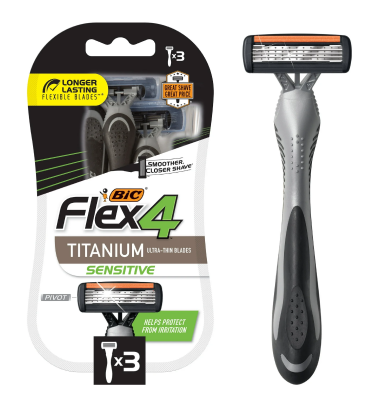 x3
LONGER
LASTING
FLEXIBLE BLADES**
GREAT SHAVE
GREAT PRICE
SMOOTHER,
CLOSER SHAVE*
BIC
Flex4
TITANIUM ULTRA-THIN BLADES
SENSITIVE
PIVOT
HELPS PROTECT
FROM IRRITATION
x3